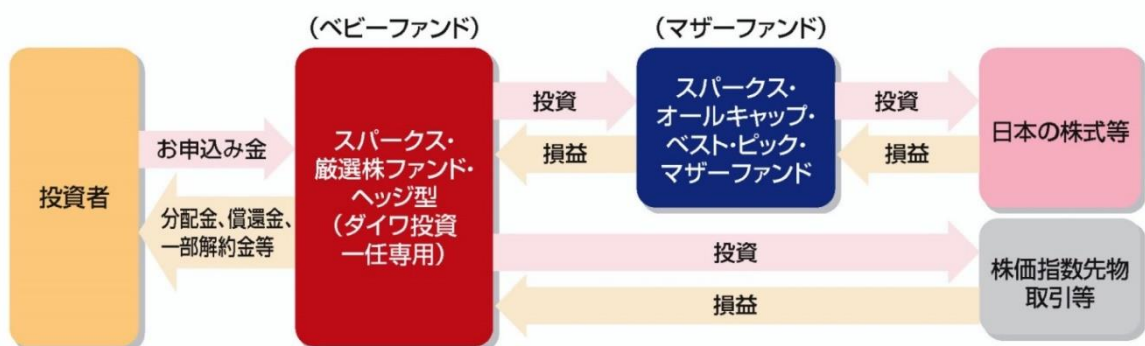 （ベビーファンド）
（マザーファンド）
投資者
お申込み金
分配金、償還金、
一部解約金等
スパークス・
厳選株ファンド・
ヘッジ型
（ダイワ投資
一任専用）
投資
損益
スパークス・
オールキャップ・
ベスト・ピック・
マザーファンド
投資
損益
日本の株式等
投資
損益
株価指数先物
取引等